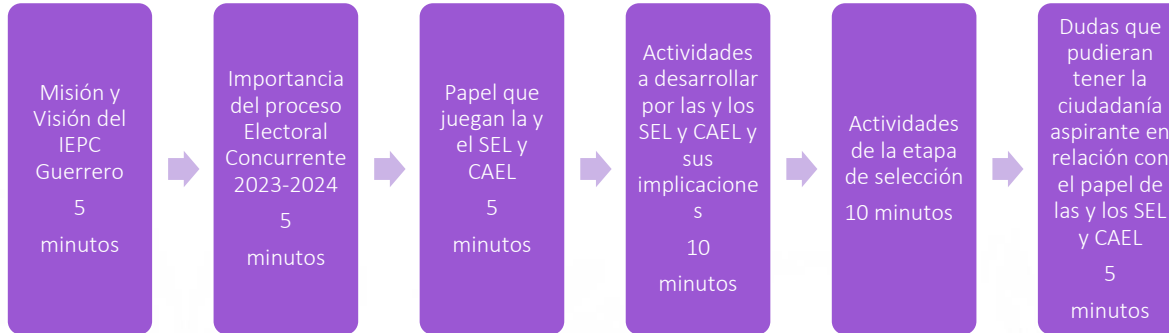 Misión y
Visión del
IEPC
Guerrero
5
minutos
Importancia
del proceso
Electoral
Concurrente
2023-2024
5
minutos
Papel que
juegan la y
el SEL y
CAEL
5
minutos
Actividades
a desarrollar
por las y los
SEL y CAEL y
sus
implicacione
s
10
minutos
Actividades
de la etapa
de selección
10 minutos
Dudas que
pudieran
tener la
ciudadanía
aspirante en
relación con
el papel de
las y los SEL
y CAEL
5
minutos